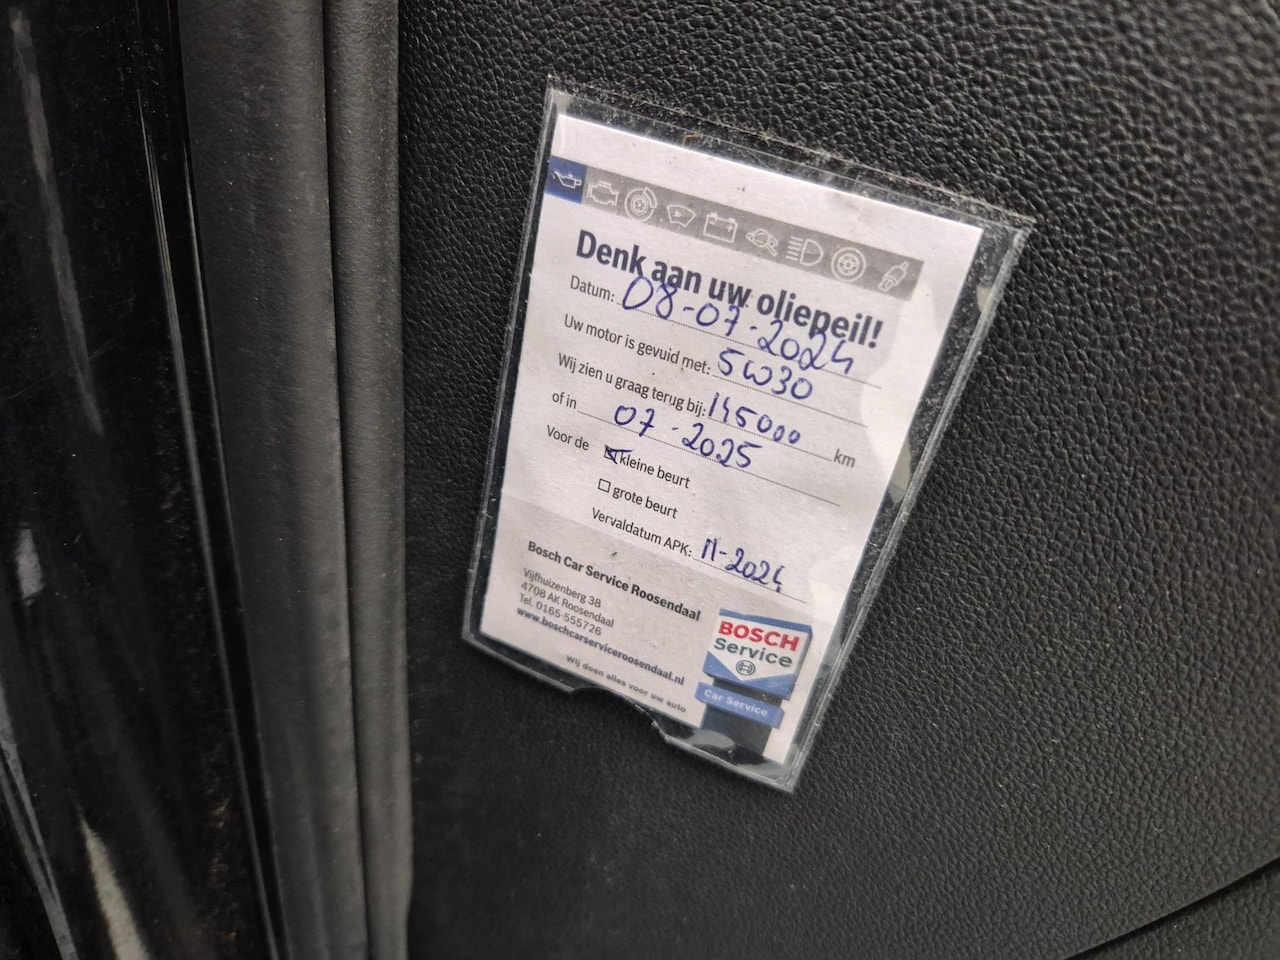 Denk aan uw oliepeil!
Datum: 08-07-2024
Uw motor is gevuld met: 5W30
Wij zien u graag terug bij: 145000 km
of in 07-2025
Voor de kleine beurt
grote beurt
Vervaldatum APK: 11-2024
Bosch Car Service Roosendaal
Vijfhuizenberg 38
4708 AK Roosendaal
Tel. 0165-555726
www.boschcarserviceroosendaal.nl
Wij doen alles voor uw auto
BOSCH
Service
Car Service